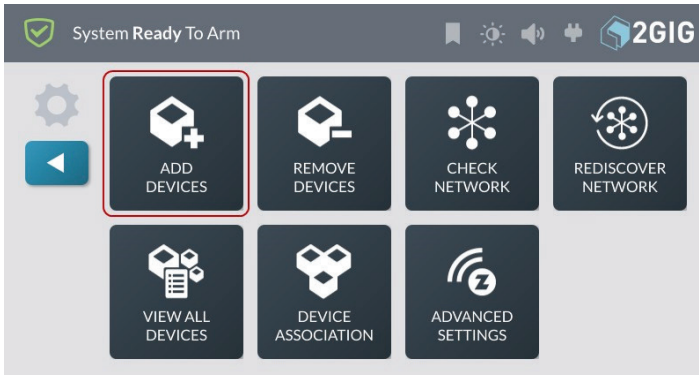 System Ready To Arm
2GIG
ADD
DEVICES
REMOVE
DEVICES
CHECK
NETWORK
REDISCOVER
NETWORK
VIEW ALL
DEVICES
DEVICE
ASSOCIATION
ADVANCED
SETTINGS